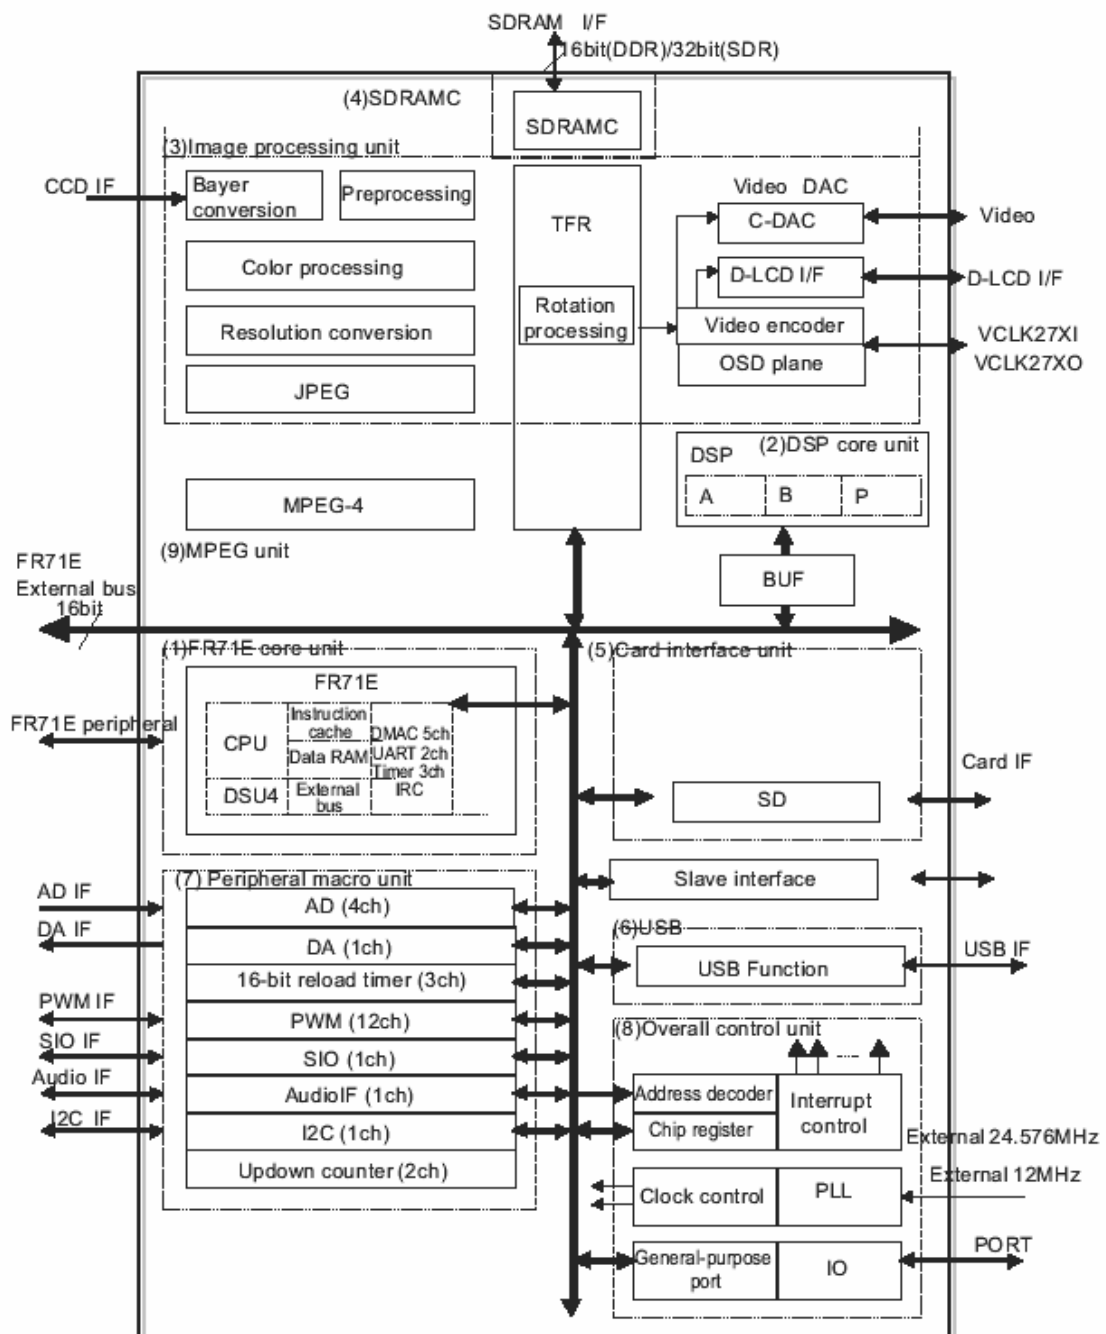 SDRAM I/F
16bit(DDR)/32bit(SDR)
(4)SDRAMC
SDRAMC
(3)Image processing unit
CCD IF
Bayer
conversion
Preprocessing
Color processing
Resolution conversion
JPEG
TFR
Rotation
processing
Video DAC
C-DAC
Video
D-LCD I/F
D-LCD I/F
Video encoder
OSD plane
VCLK27XI
VCLK27XO
(2)DSP core unit
DSP
A
B
P
MPEG-4
(9)MPEG unit
BUF
FR71E
External bus
16bit
(1)FR71E core unit
FR71E
CPU
Instruction
cache
Data RAM
DMAC 5ch
UART 2ch
Timer 3ch
IRC
DSU4
External
bus
FR71E peripheral
(5)Card interface unit
SD
Card IF
Slave interface
(7) Peripheral macro unit
AD IF
AD (4ch)
DA IF
DA (1ch)
16-bit reload timer (3ch)
PWM IF
PWM (12ch)
SIO IF
SIO (1ch)
Audio IF
AudioIF (1ch)
I2C IF
I2C (1ch)
Updown counter (2ch)
(6)USB
USB Function
USB IF
(8)Overall control unit
....
Address decoder
Chip register
Interrupt
control
External 24.576MHz
External 12MHz
Clock control
PLL
General-purpose
port
IO
PORT